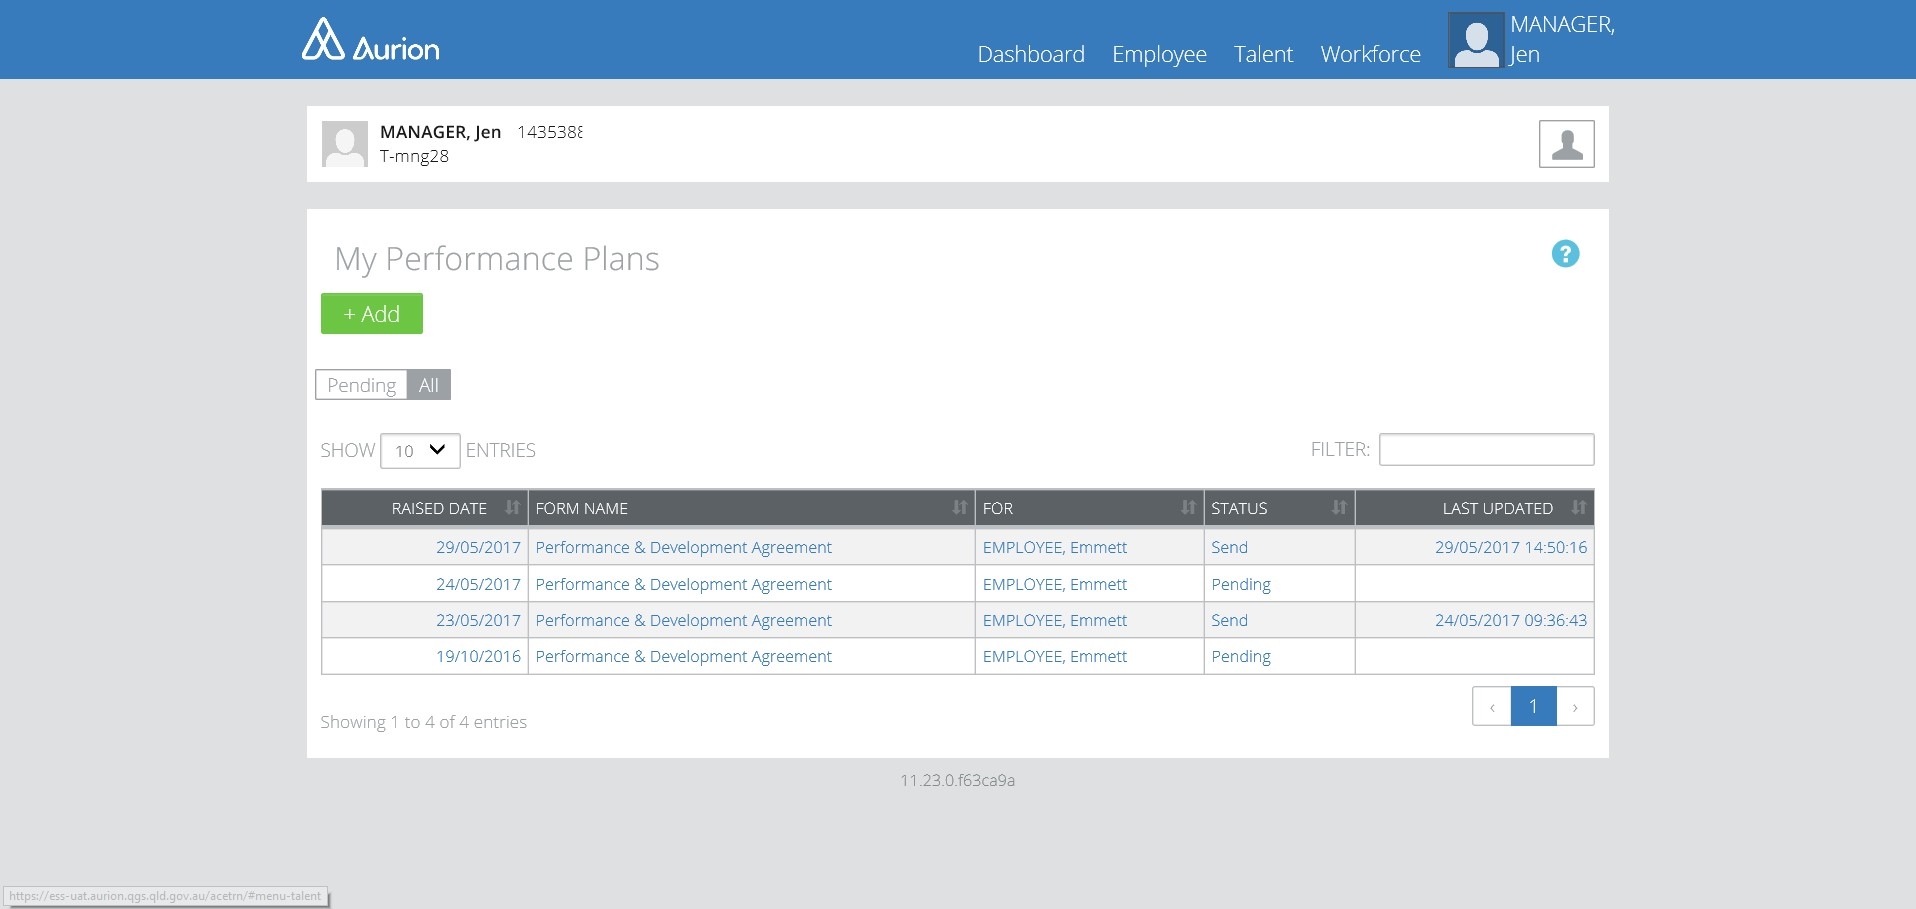 Aurion
Dashboard Employee Talent Workforce MANAGER,
Jen
MANAGER, Jen 1435388
T-mng28
My Performance Plans
?
+ Add
Pending All
SHOW 10 ENTRIES FILTER:
RAISED DATE FORM NAME FOR STATUS LAST UPDATED
29/05/2017 Performance & Development Agreement EMPLOYEE, Emmett Send 29/05/2017 14:50:16
24/05/2017 Performance & Development Agreement EMPLOYEE, Emmett Pending
23/05/2017 Performance & Development Agreement EMPLOYEE, Emmett Send 24/05/2017 09:36:43
19/10/2016 Performance & Development Agreement EMPLOYEE, Emmett Pending
‹ 1 ›
Showing 1 to 4 of 4 entries
11.23.0.f63ca9a
https://ess-uat.aurion.qgs.qld.gov.au/acetrn/#menu-talent